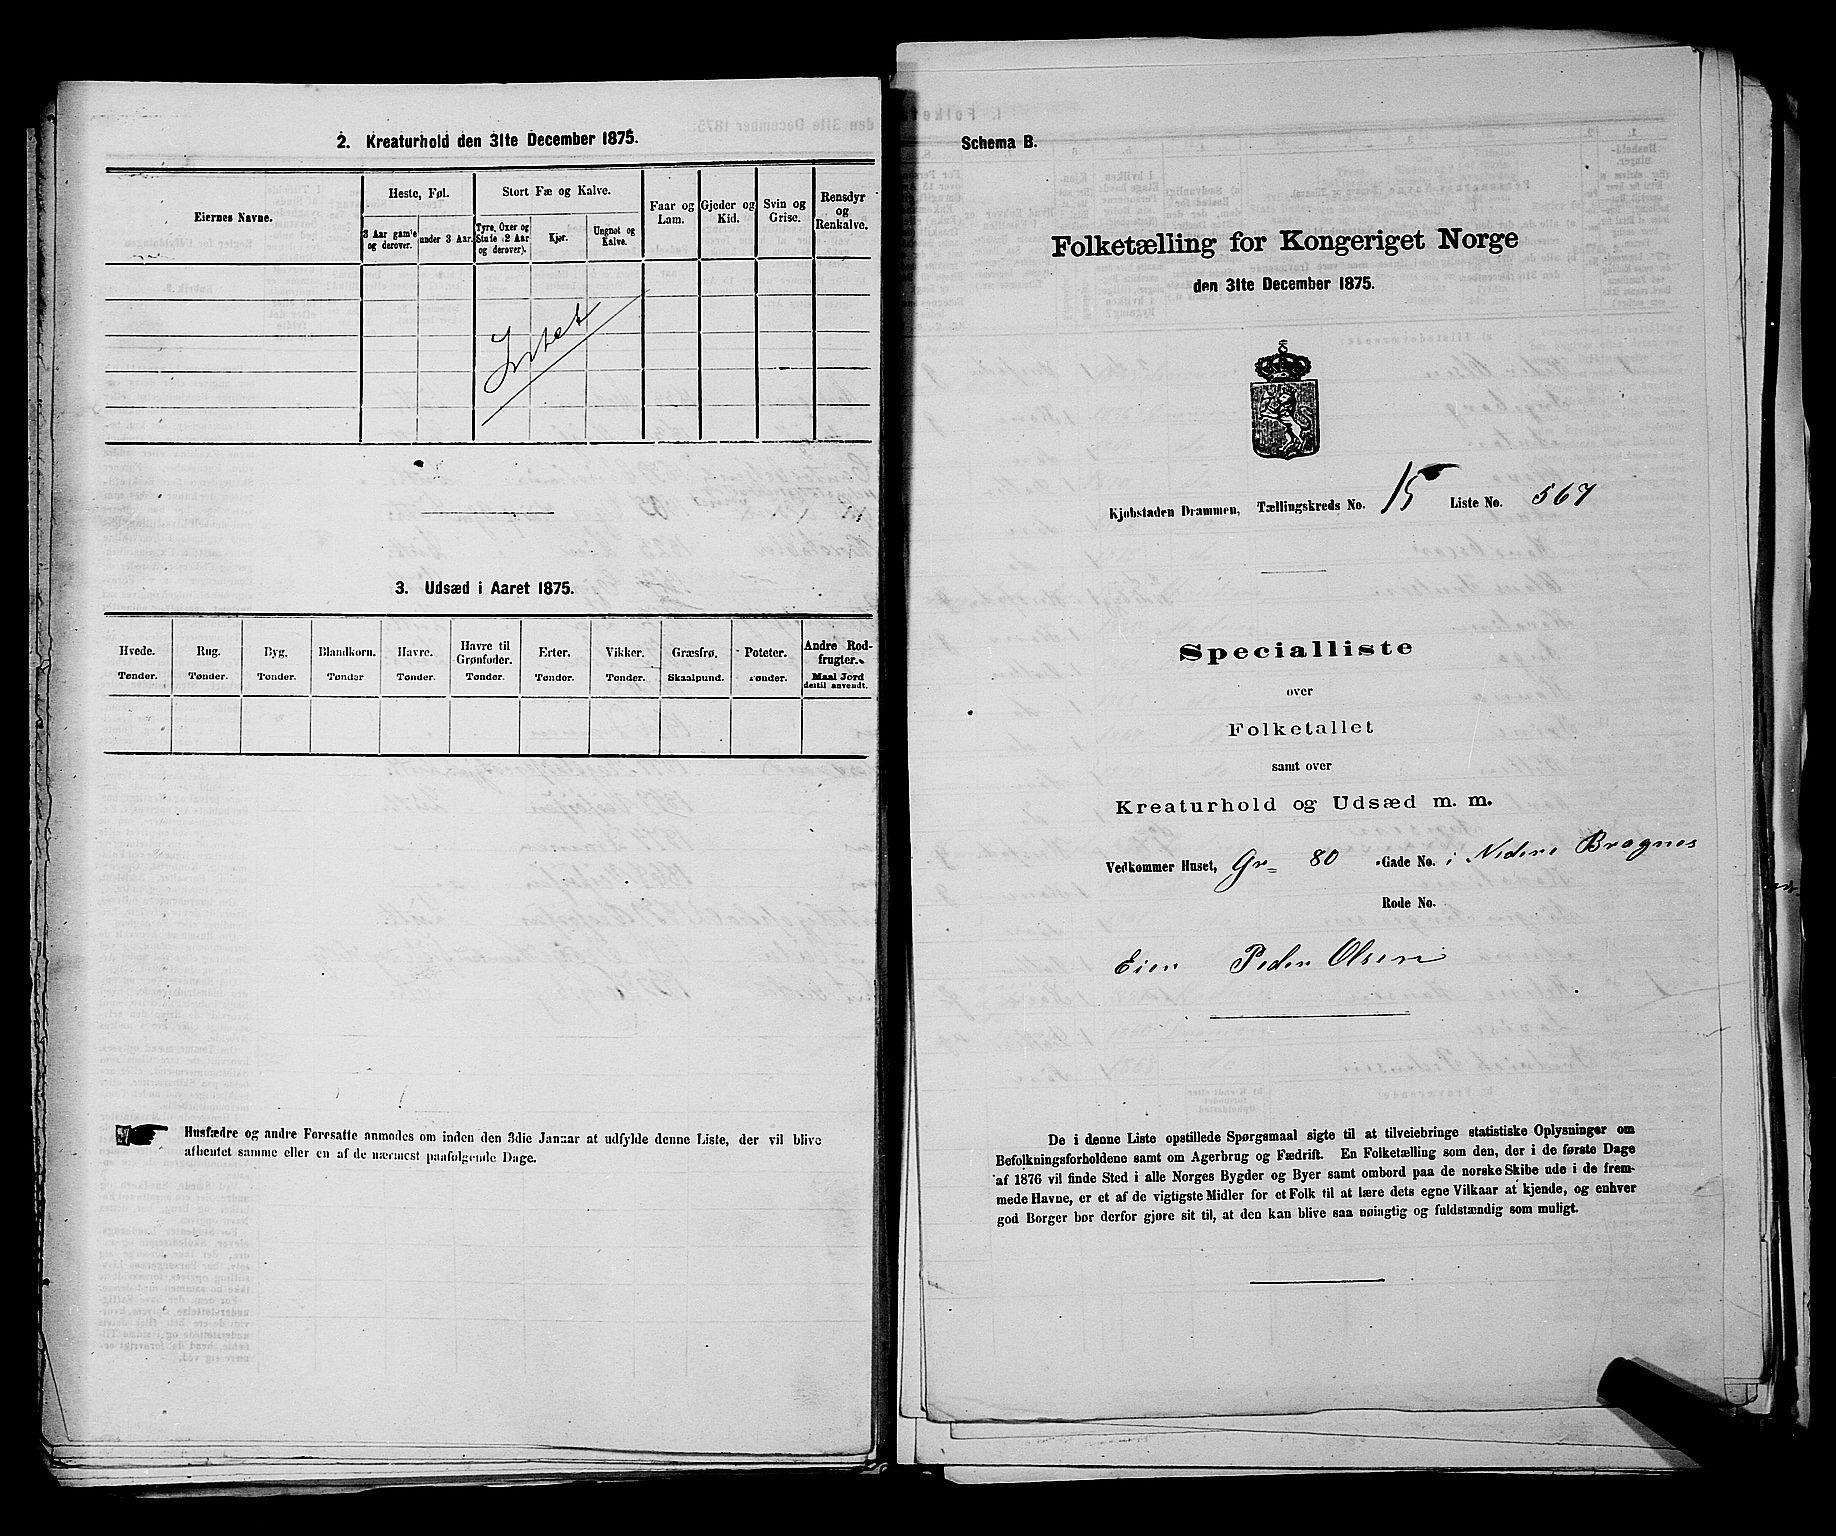 2. Kreaturhold den 31te December 1875.
Eiernes Navne.
Heste, Føl.
Stort Fæ og Kalve.
Faar og Lam.
Gjeder og Kid.
Svin og Grise.
Rensdyr og Renkalve.
3 Aar gamle og derover.
under 3 Aar.
Tyre, Oxer og Stude (2 Aar og derover).
Kjør.
Ungnøt og Kalve.
Intet
3. Udsæd i Aaret 1875.
Hvede. Rug. Byg. Blandkorn. Havre. Havre til Grønfoder. Erter. Vikker. Græsfrø. Poteter. Andre Rodfrugter.
Tønder. Tønder. Tønder. Tønder Tønder. Tønder. Tønder. Tønder. Skaalpund. Tønder. Maal Jord dertil anvendt.
Husfædre og andre Foresatte anmodes om inden den 3die Januar at udfylde denne Liste, der vil blive
afhentet samme eller en af de nærmest paafølgende Dage.
Schema B.
Folketælling for Kongeriget Norge
den 31te December 1875.
Kjøbstaden Drammen, Tællingskreds No. 15 Liste No. 567
Specialliste
over
Folketallet
samt over
Kreaturhold og Udsæd m. m.
Vedkommer Huset, Gr 80 Gade No. i Nedre Bragnes
Rode No.
Eier Peder Olsen
De i denne Liste opstillede Spørgsmaal sigte til at tilveiebringe statistiske Oplysninger om
Befolkningsforholdene samt om Agerbrug og Fædrift. En Folketælling som den, der i de første Dage
af 1876 vil finde Sted i alle Norges Bygder og Byer samt ombord paa de norske Skibe ude i de frem-
mede Havne, er et af de vigtigste Midler for et Folk til at lære dets egne Vilkaar at kjende, og enhver
god Borger bør derfor gjøre sit til, at den kan blive saa nøiagtig og fuldstændig som muligt.